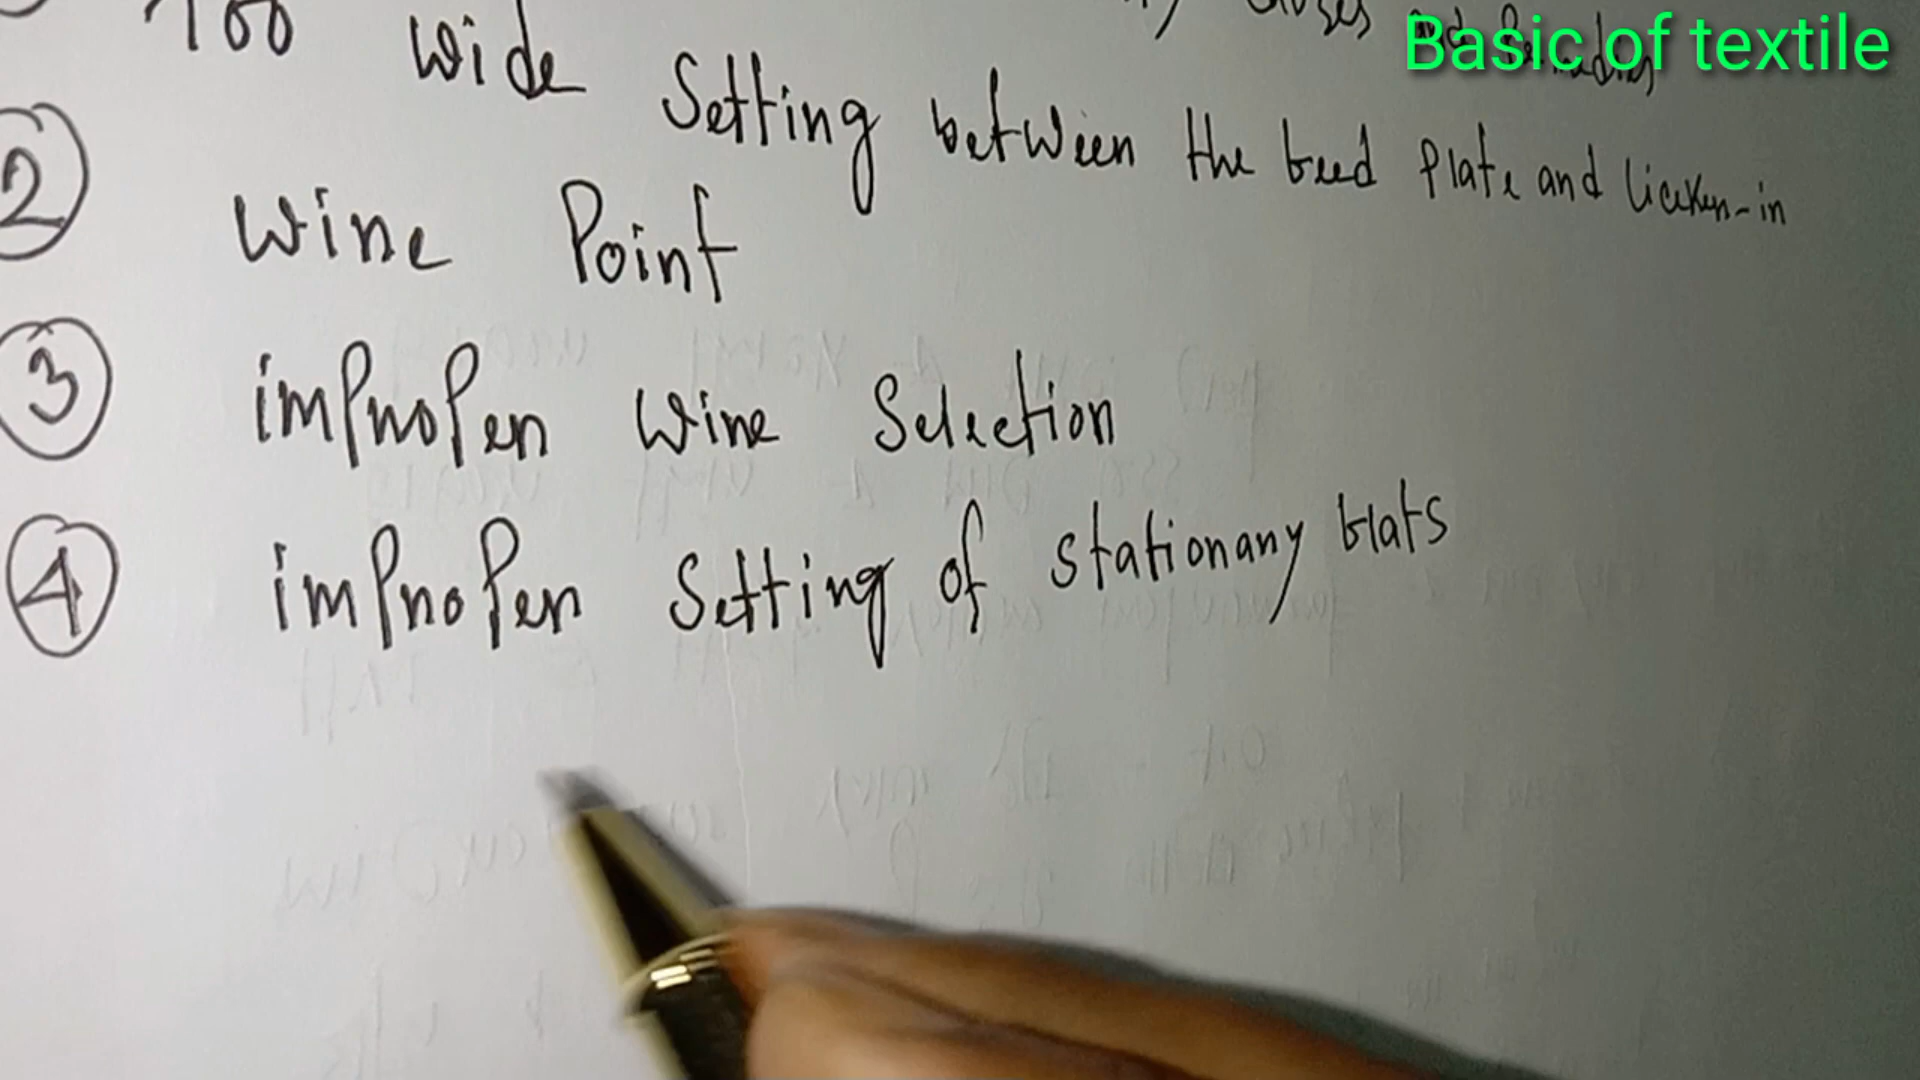 Basic of textile
Too wide Setting between the feed Plate and licker-in
2 Wire Point
3 imProPer wire Selection
4 imProPer Setting of stationary flats